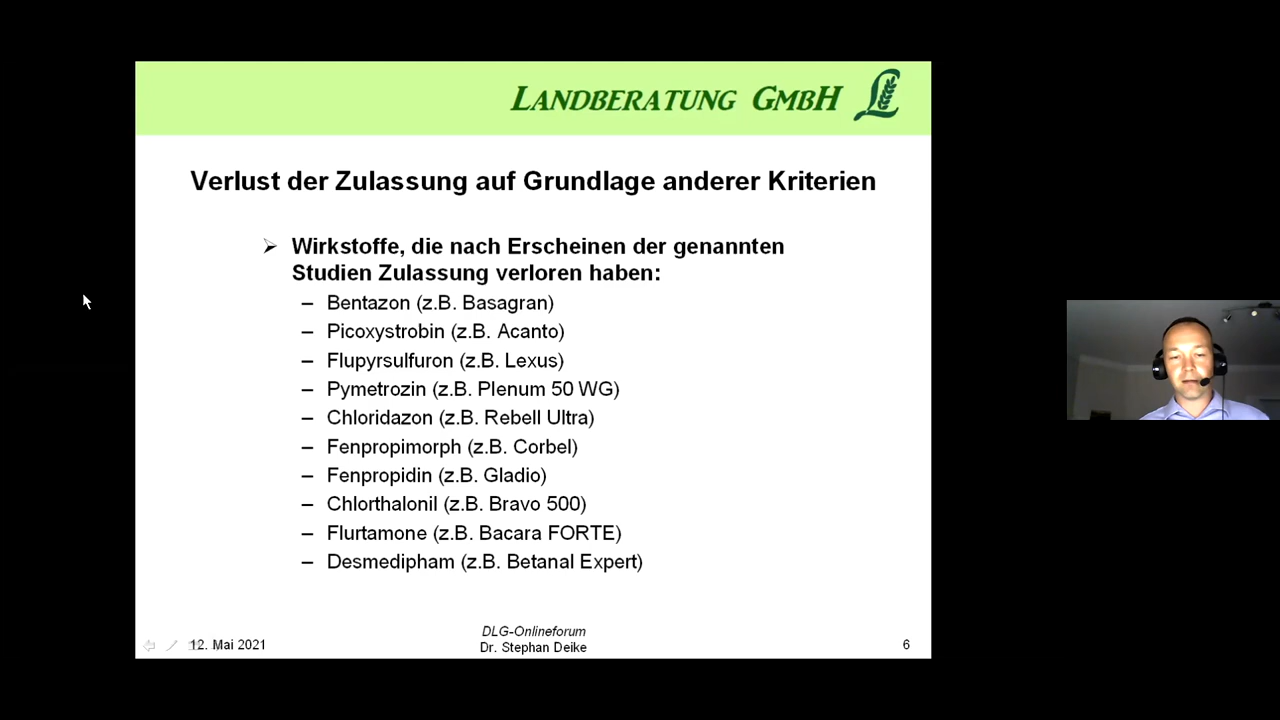 LANDBERATUNG GMBH
Verlust der Zulassung auf Grundlage anderer Kriterien
Wirkstoffe, die nach Erscheinen der genannten
Studien Zulassung verloren haben:
– Bentazon (z.B. Basagran)
– Picoxystrobin (z.B. Acanto)
– Flupyrsulfuron (z.B. Lexus)
– Pymetrozin (z.B. Plenum 50 WG)
– Chloridazon (z.B. Rebell Ultra)
– Fenpropimorph (z.B. Corbel)
– Fenpropidin (z.B. Gladio)
– Chlorthalonil (z.B. Bravo 500)
– Flurtamone (z.B. Bacara FORTE)
– Desmedipham (z.B. Betanal Expert)
12. Mai 2021
DLG-Onlineforum
Dr. Stephan Deike
6